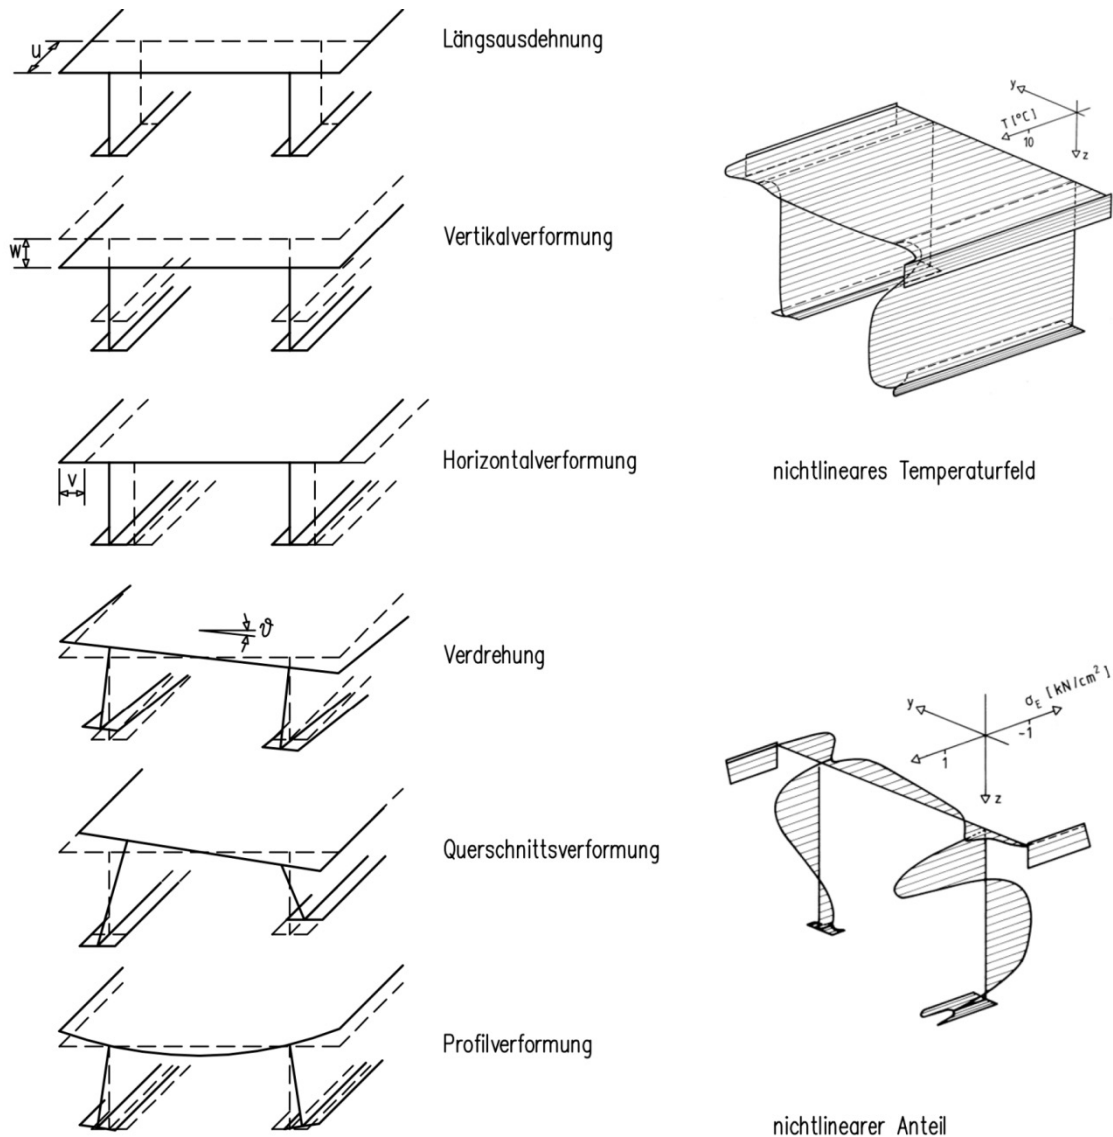 u
Längsausdehnung
w
Vertikalverformung
v
Horizontalverformung
ϑ
Verdrehung
Querschnittsverformung
Profilverformung
y
T [°C]
10
z
nichtlineares Temperaturfeld
y
σE [kN/cm²]
-1
1
z
nichtlinearer Anteil